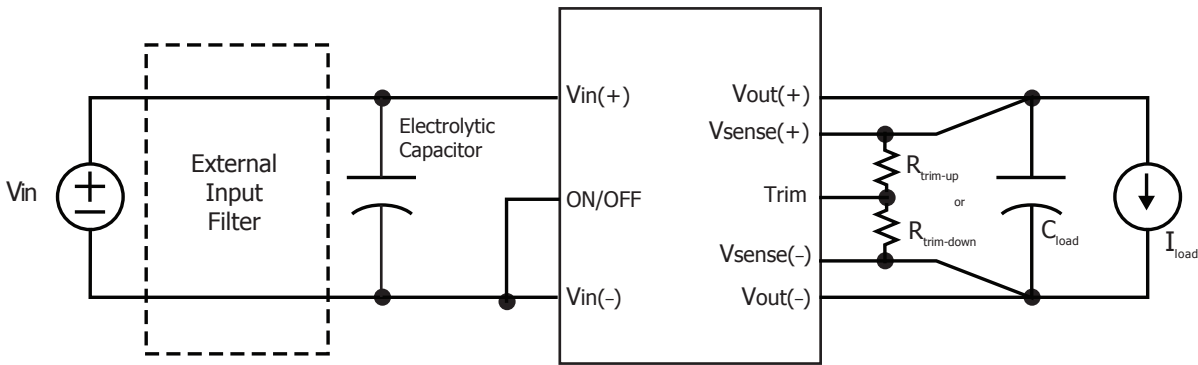 Vin
External
Input
Filter
Electrolytic
Capacitor
Vin(+)
ON/OFF
Vin(−)
Vout(+)
Vsense(+)
Trim
Vsense(−)
Vout(−)
Rtrim-up
or
Rtrim-down
Cload
Iload